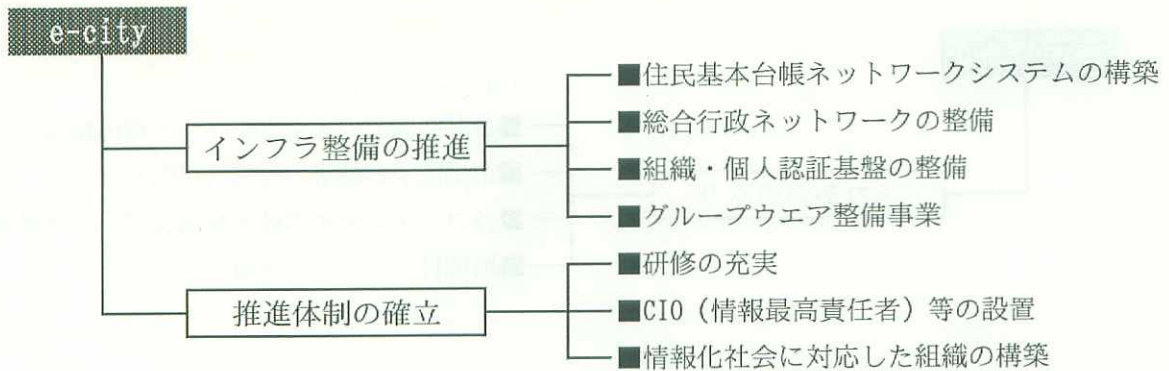 e-city
インフラ整備の推進
■住民基本台帳ネットワークシステムの構築
■総合行政ネットワークの整備
■組織・個人認証基盤の整備
■グループウエア整備事業
推進体制の確立
■研修の充実
■CIO（情報最高責任者）等の設置
■情報化社会に対応した組織の構築